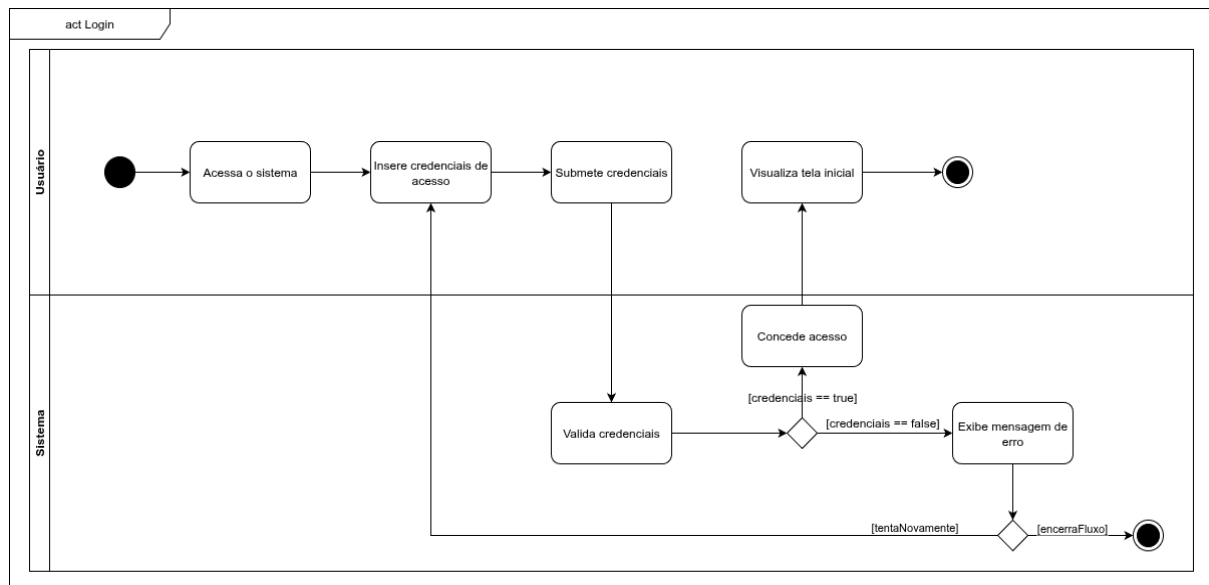 act Login
Usuário
Acessa o sistema
Insere credenciais de
acesso
Submete credenciais
Visualiza tela inicial
Sistema
Concede acesso
[credenciais == true]
Valida credenciais
[credenciais == false]
Exibe mensagem de
erro
[tentaNovamente]
[encerraFluxo]